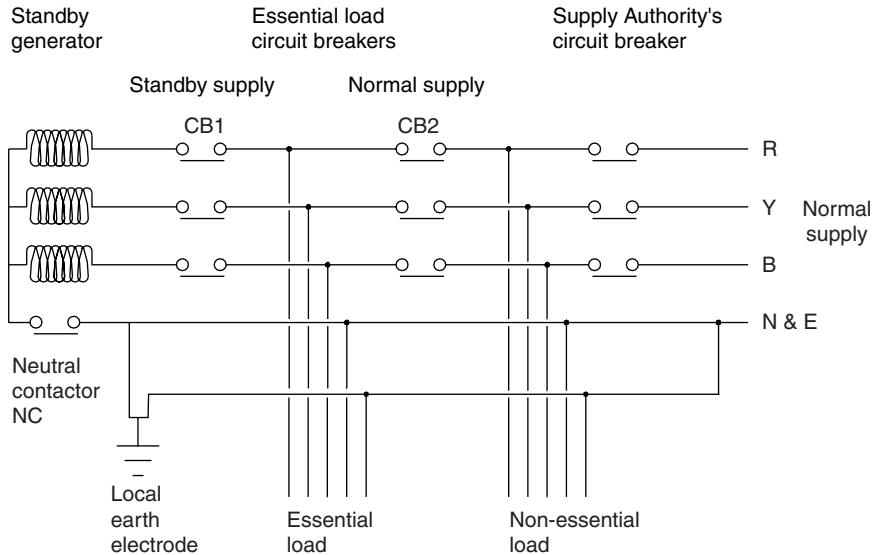 Standby
generator
Essential load
circuit breakers
Supply Authority's
circuit breaker
Standby supply
Normal supply
CB1
CB2
R
Y
B
N & E
Normal
supply
Neutral
contactor
NC
Local
earth
electrode
Essential
load
Non-essential
load